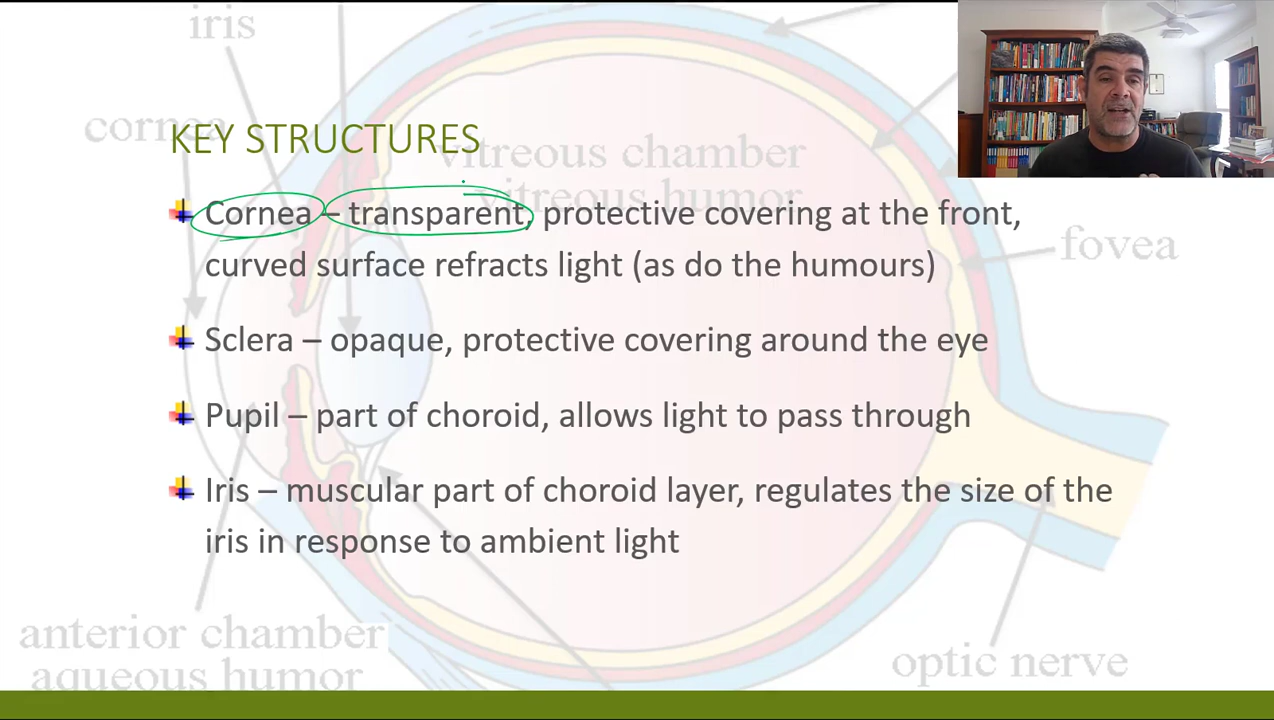 iris
cornea
KEY STRUCTURES
vitreous chamber
vitreous humor
Cornea – transparent, protective covering at the front,
curved surface refracts light (as do the humours)
fovea
Sclera – opaque, protective covering around the eye
Pupil – part of choroid, allows light to pass through
Iris – muscular part of choroid layer, regulates the size of the
iris in response to ambient light
anterior chamber
aqueous humor
optic nerve